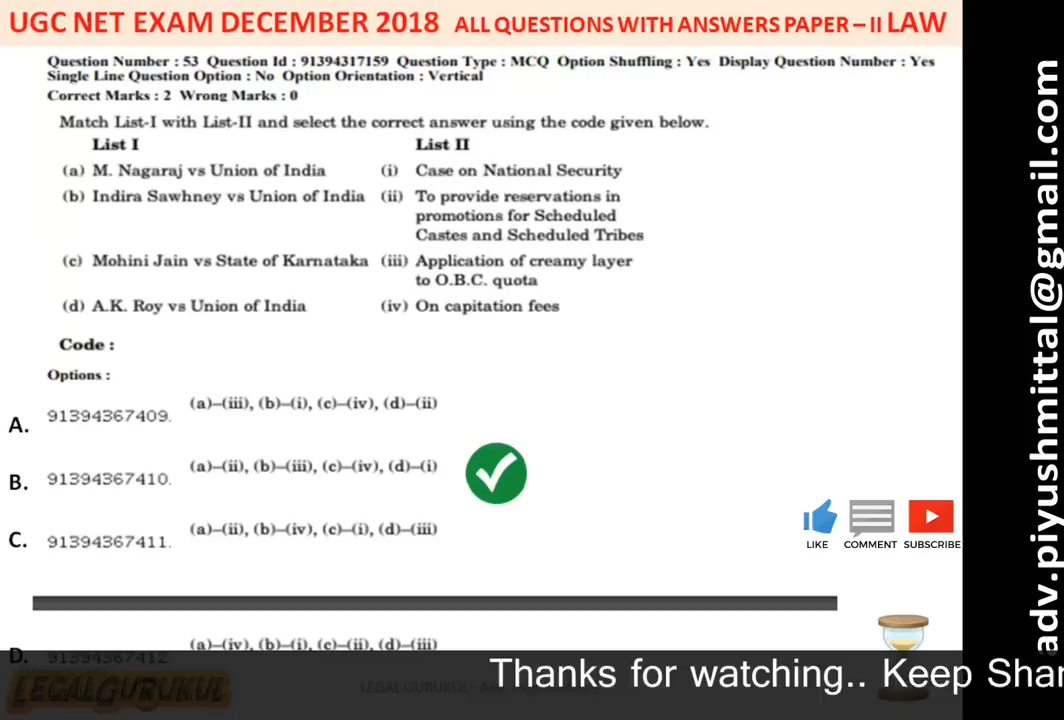 UGC NET EXAM DECEMBER 2018 ALL QUESTIONS WITH ANSWERS PAPER – II LAW
Question Number : 53 Question Id : 91394317159 Question Type : MCQ Option Shuffling : Yes Display Question Number : Yes
Single Line Question Option : No Option Orientation : Vertical
Correct Marks : 2 Wrong Marks : 0
Match List-I with List-II and select the correct answer using the code given below.
List I List II
(a) M. Nagaraj vs Union of India (i) Case on National Security
(b) Indira Sawhney vs Union of India (ii) To provide reservations in
promotions for Scheduled
Castes and Scheduled Tribes
(c) Mohini Jain vs State of Karnataka (iii) Application of creamy layer
to O.B.C. quota
(d) A.K. Roy vs Union of India (iv) On capitation fees
Code :
Options :
(a)–(iii), (b)–(i), (c)–(iv), (d)–(ii)
A. 91394367409.
(a)–(ii), (b)–(iii), (c)–(iv), (d)–(i)
B. 91394367410.
(a)–(ii), (b)–(iv), (c)–(i), (d)–(iii)
C. 91394367411.
LIKE COMMENT SUBSCRIBE
(a)–(iv), (b)–(i), (c)–(ii), (d)–(iii)
D. 91394367412
Thanks for watching.. Keep Shar
LEGALGURUKUL
LEGAL GURUKUL
adv.piyushmittal@gmail.com